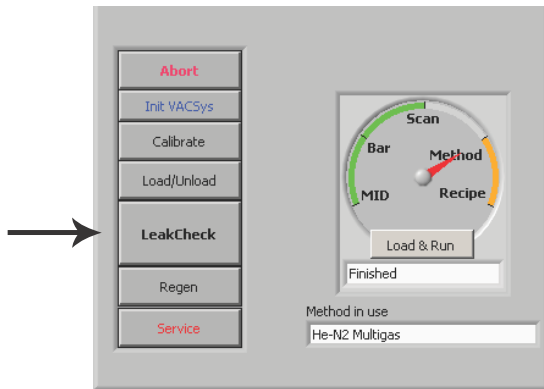 Abort
Init VACSys
Calibrate
Load/Unload
LeakCheck
Regen
Service
Scan
Bar
Method
MID
Recipe
Load & Run
Finished
Method in use
He-N2 Multigas